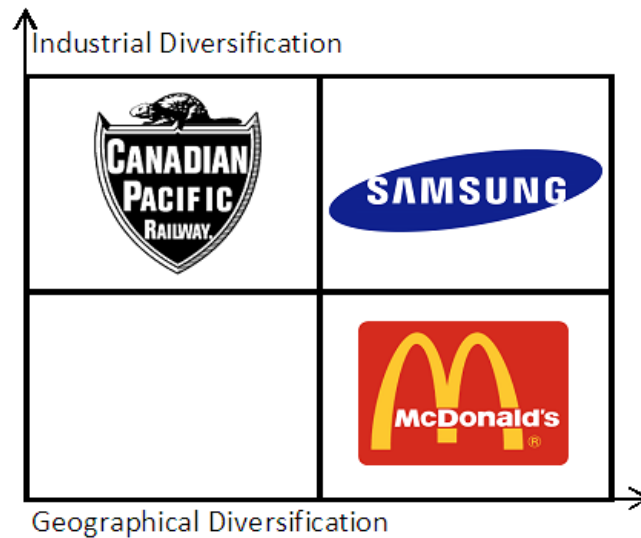 Industrial Diversification
CANADIAN
PACIFIC
RAILWAY.
SAMSUNG
McDonald's
®
Geographical Diversification